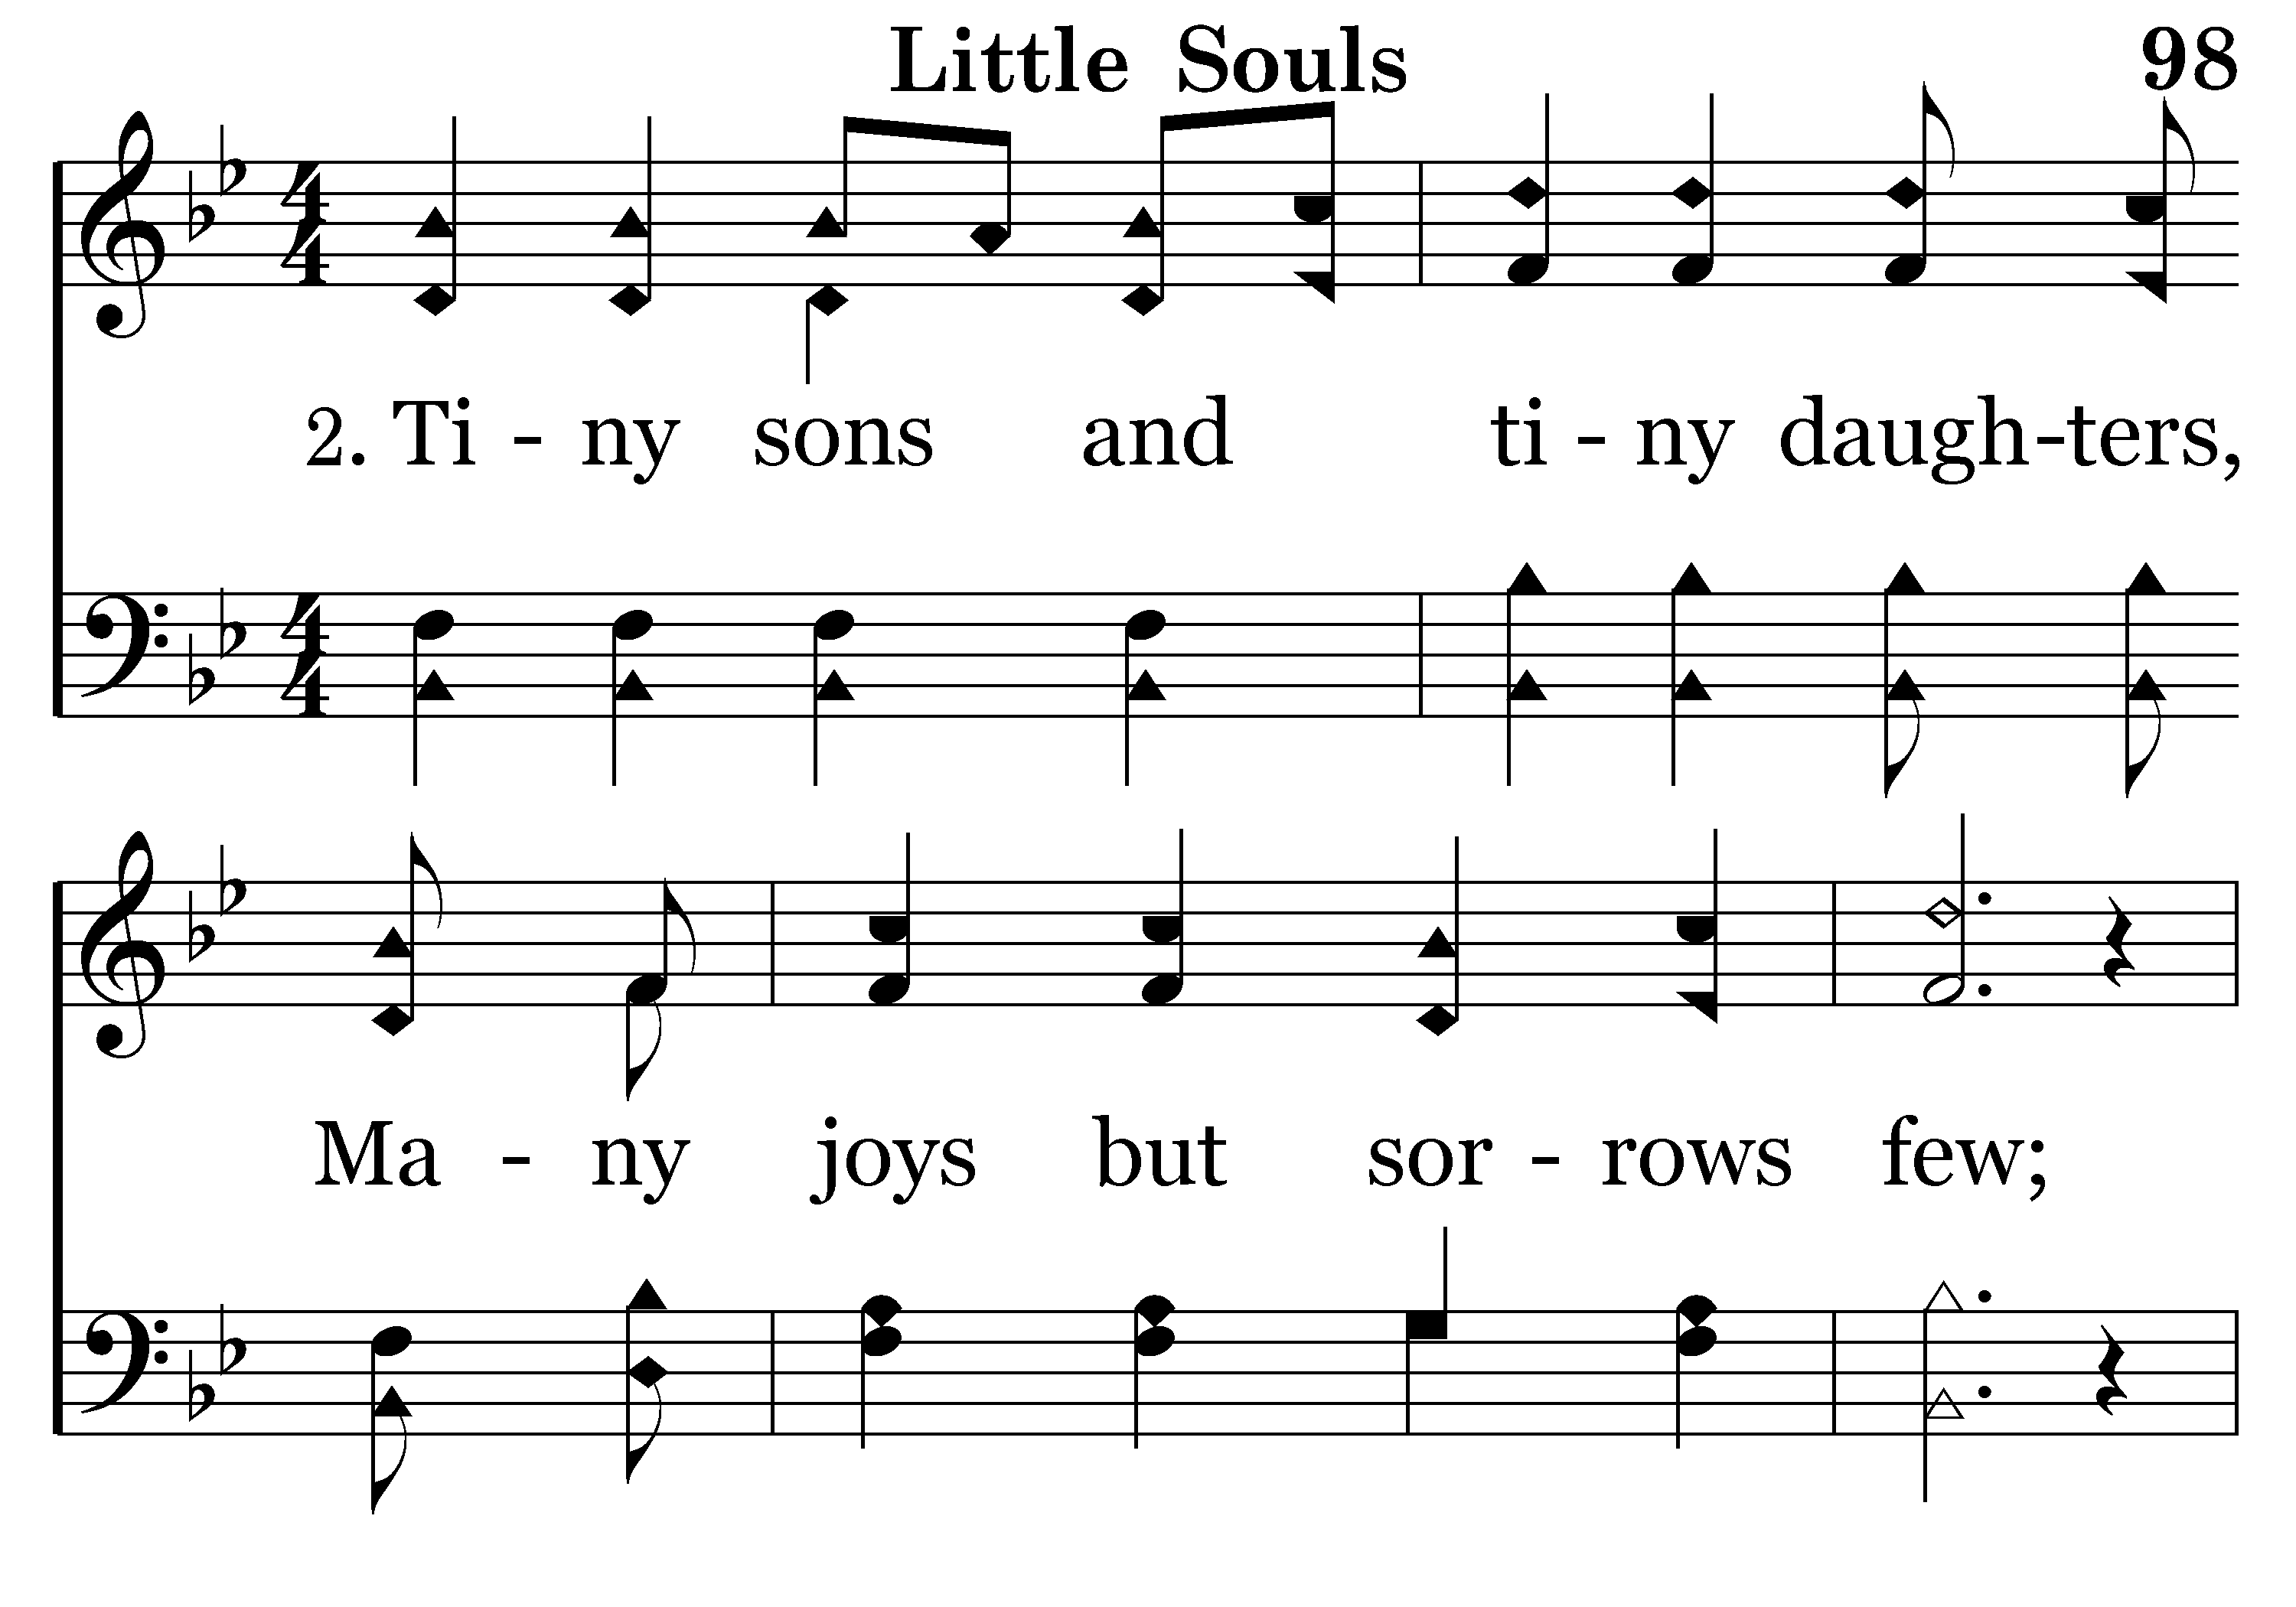 Little Souls 98
2. Ti - ny sons and ti - ny daugh-ters,
Ma - ny joys but sor - rows few;